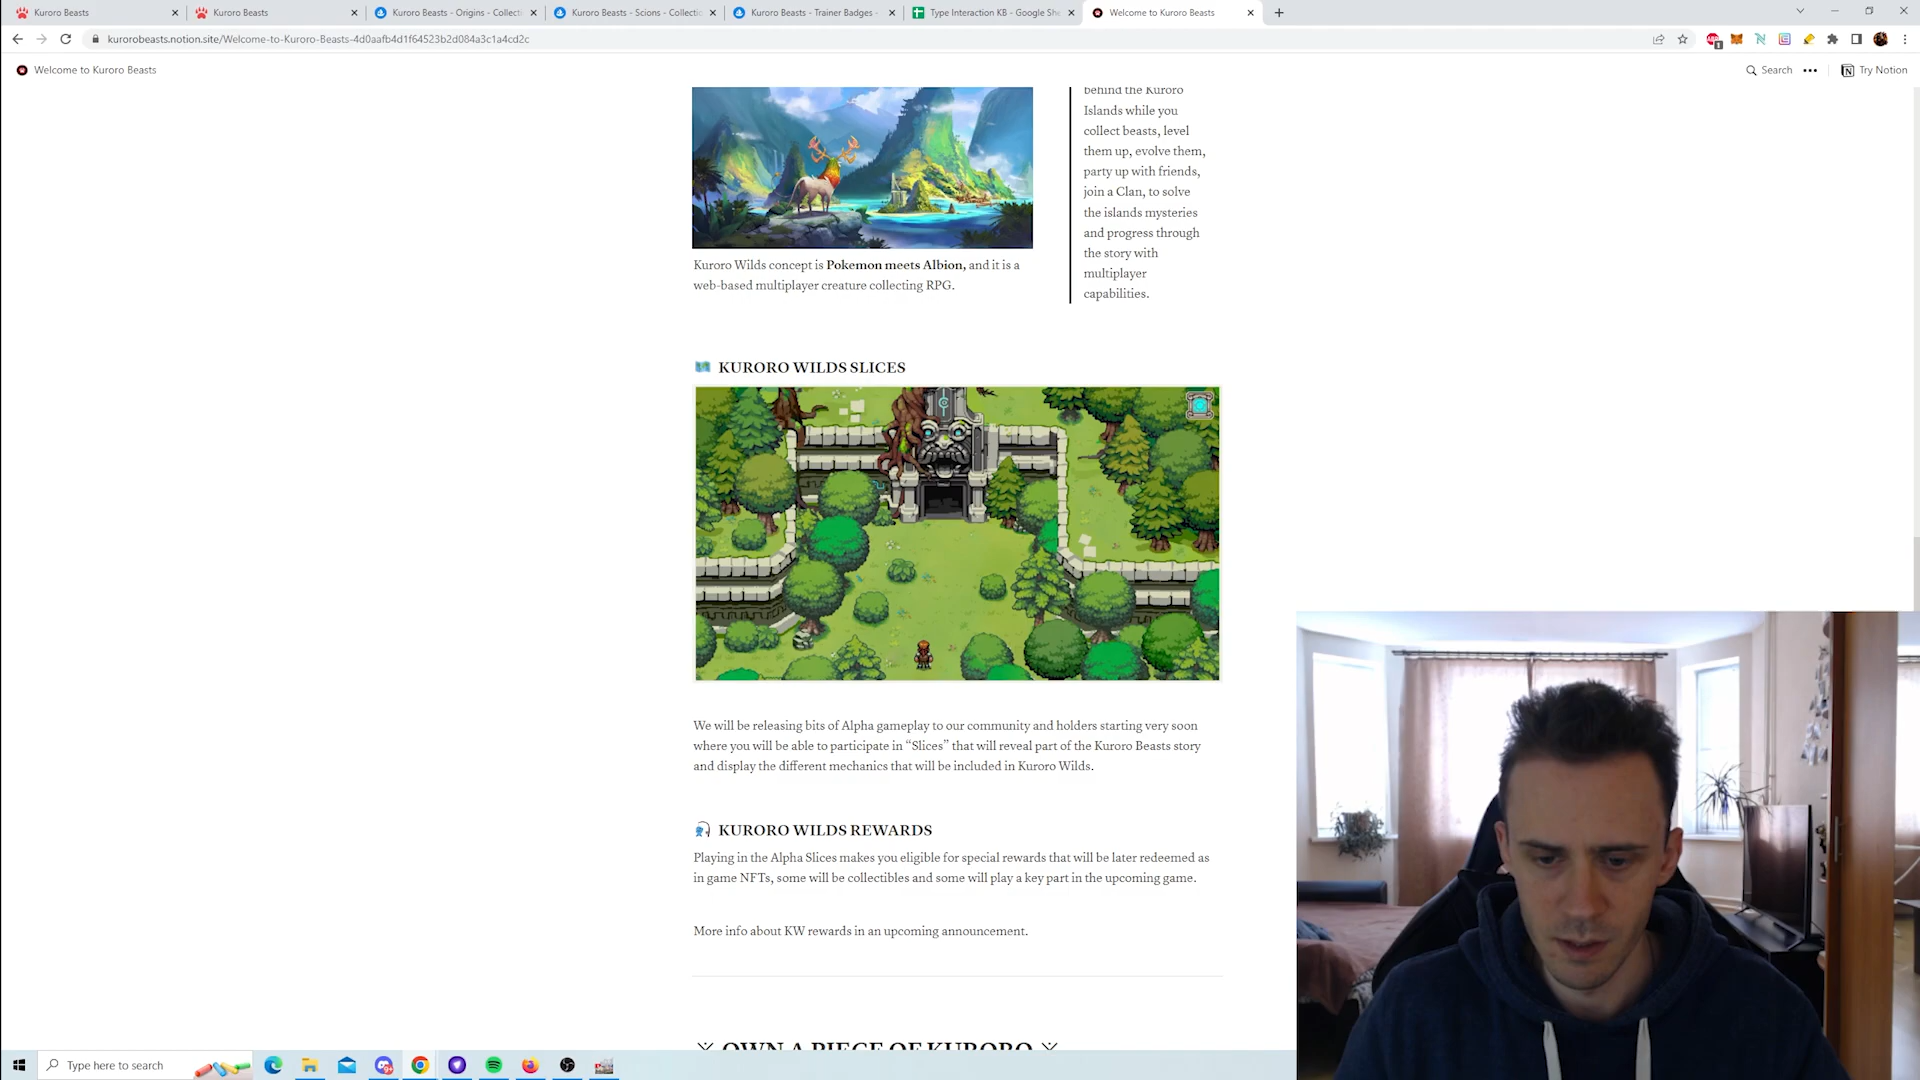 Kuroro Beasts
Kuroro Beasts
Kuroro Beasts - Origins - Collecti
Kuroro Beasts - Scions - Collectio
Kuroro Beasts - Trainer Badges -
Type Interaction KB - Google She
Welcome to Kuroro Beasts
kurorobeasts.notion.site/Welcome-to-Kuroro-Beasts-4d0aafb4d1f64523b2d084a3c1a4cd2c
Welcome to Kuroro Beasts
Search
Try Notion
behind the Kuroro
Islands while you
collect beasts, level
them up, evolve them,
party up with friends,
join a Clan, to solve
the islands mysteries
and progress through
the story with
multiplayer
capabilities.
Kuroro Wilds concept is Pokemon meets Albion, and it is a
web-based multiplayer creature collecting RPG.
KURORO WILDS SLICES
We will be releasing bits of Alpha gameplay to our community and holders starting very soon
where you will be able to participate in “Slices” that will reveal part of the Kuroro Beasts story
and display the different mechanics that will be included in Kuroro Wilds.
KURORO WILDS REWARDS
Playing in the Alpha Slices makes you eligible for special rewards that will be later redeemed as
in game NFTs, some will be collectibles and some will play a key part in the upcoming game.
More info about KW rewards in an upcoming announcement.
OWN A PIECE OF KURORO
Type here to search